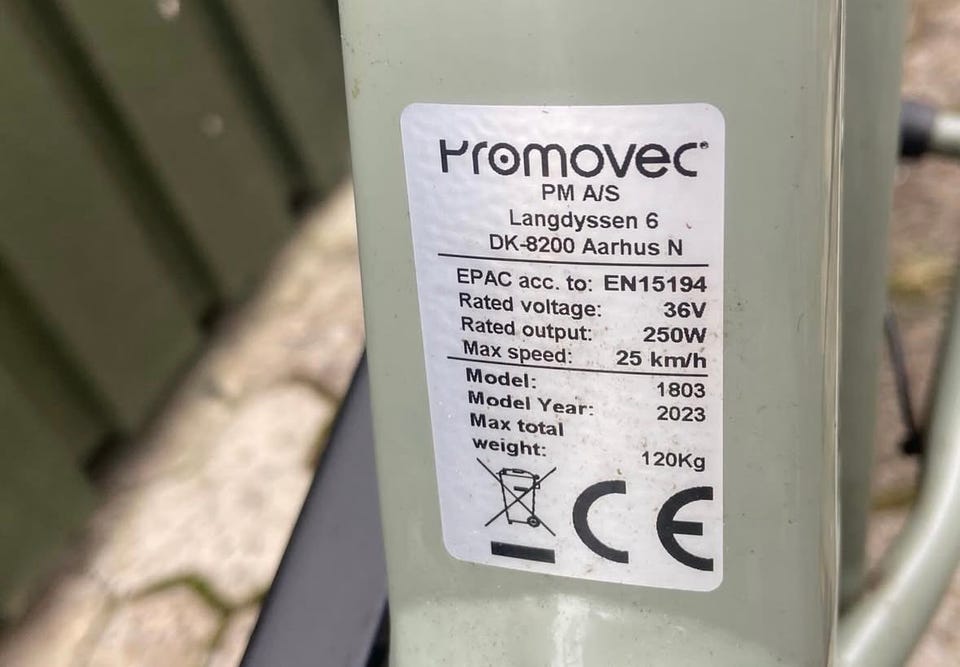 Promovec®
PM A/S
Langdyssen 6
DK-8200 Aarhus N
EPAC acc. to: EN15194
Rated voltage: 36V
Rated output: 250W
Max speed: 25 km/h
Model: 1803
Model Year: 2023
Max total
weight: 120Kg
CE